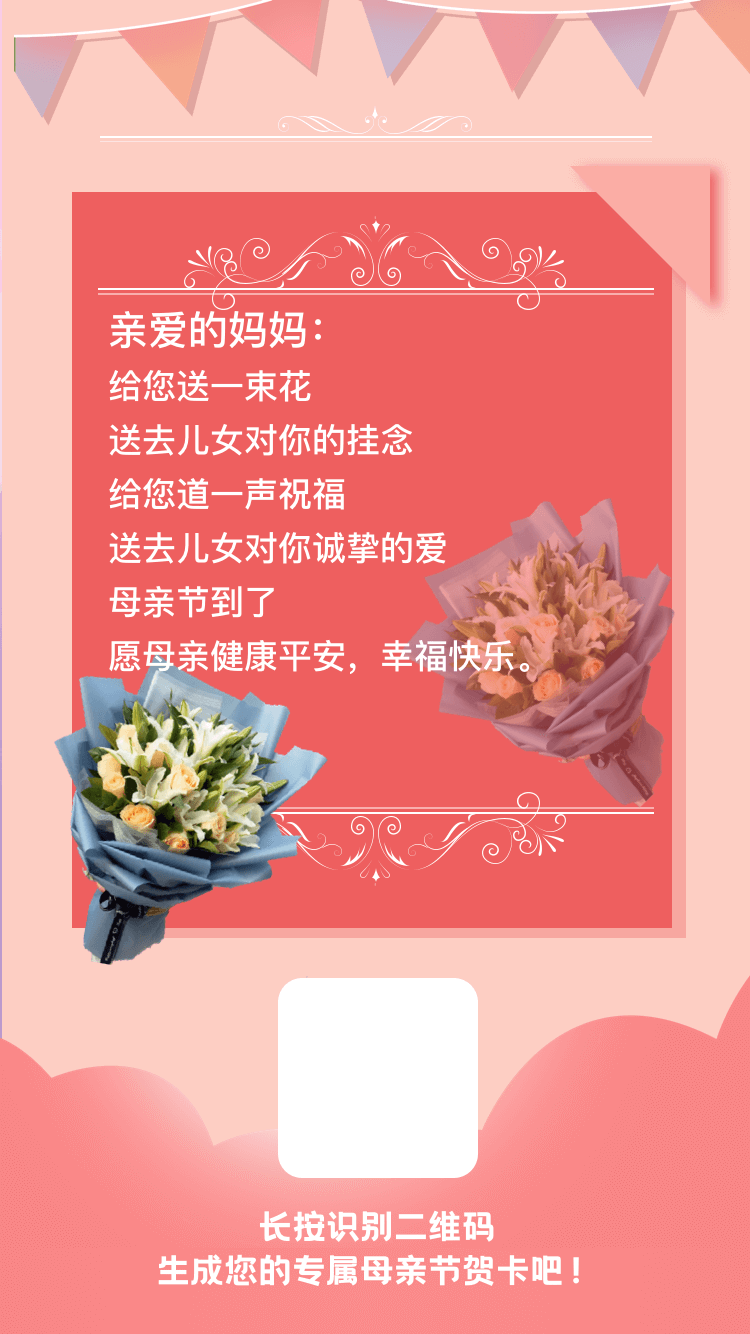 亲爱的妈妈：
给您送一束花
送去儿女对你的挂念
给您道一声祝福
送去儿女对你诚挚的爱
母亲节到了
愿母亲健康平安，幸福快乐。
长按识别二维码
生成您的专属母亲节贺卡吧！